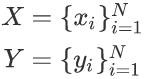 X = {x_i}_{i=1}^N
Y = {y_i}_{i=1}^N